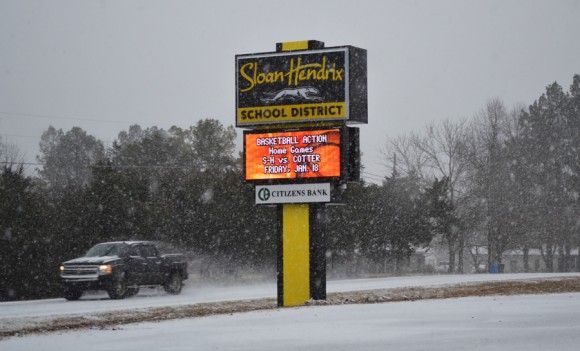 Sloan-Hendrix
SCHOOL DISTRICT
BASKETBALL ACTION
Home Games
S-H vs COTTER
FRIDAY, JAN 18
CITIZENS BANK